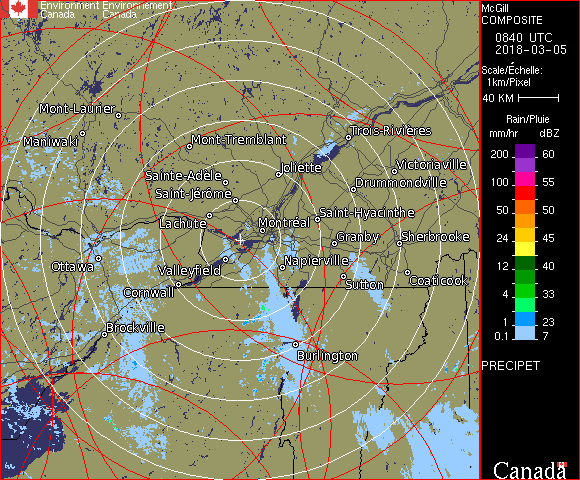 Environment Environnement
Canada Canada
McGill
COMPOSITE
0840 UTC
2018-03-05
Scale/Échelle:
1km/Pixel
40 KM
Rain/Pluie
mm/hr dBZ
200 60
100 55
50 50
24 45
12 40
8 33
4 28
1 23
0.1 7
PRECIPET
Canada
Mont-Laurier
Maniwaki
Mont-Tremblant
Trois-Rivières
Sainte-Adèle
Joliette
Victoriaville
Saint-Jérôme
Drummondville
Lachute
Montréal
Saint-Hyacinthe
Granby
Sherbrooke
Ottawa
Valleyfield
Napierville
Cornwall
Sutton
Coaticook
Brockville
Burlington